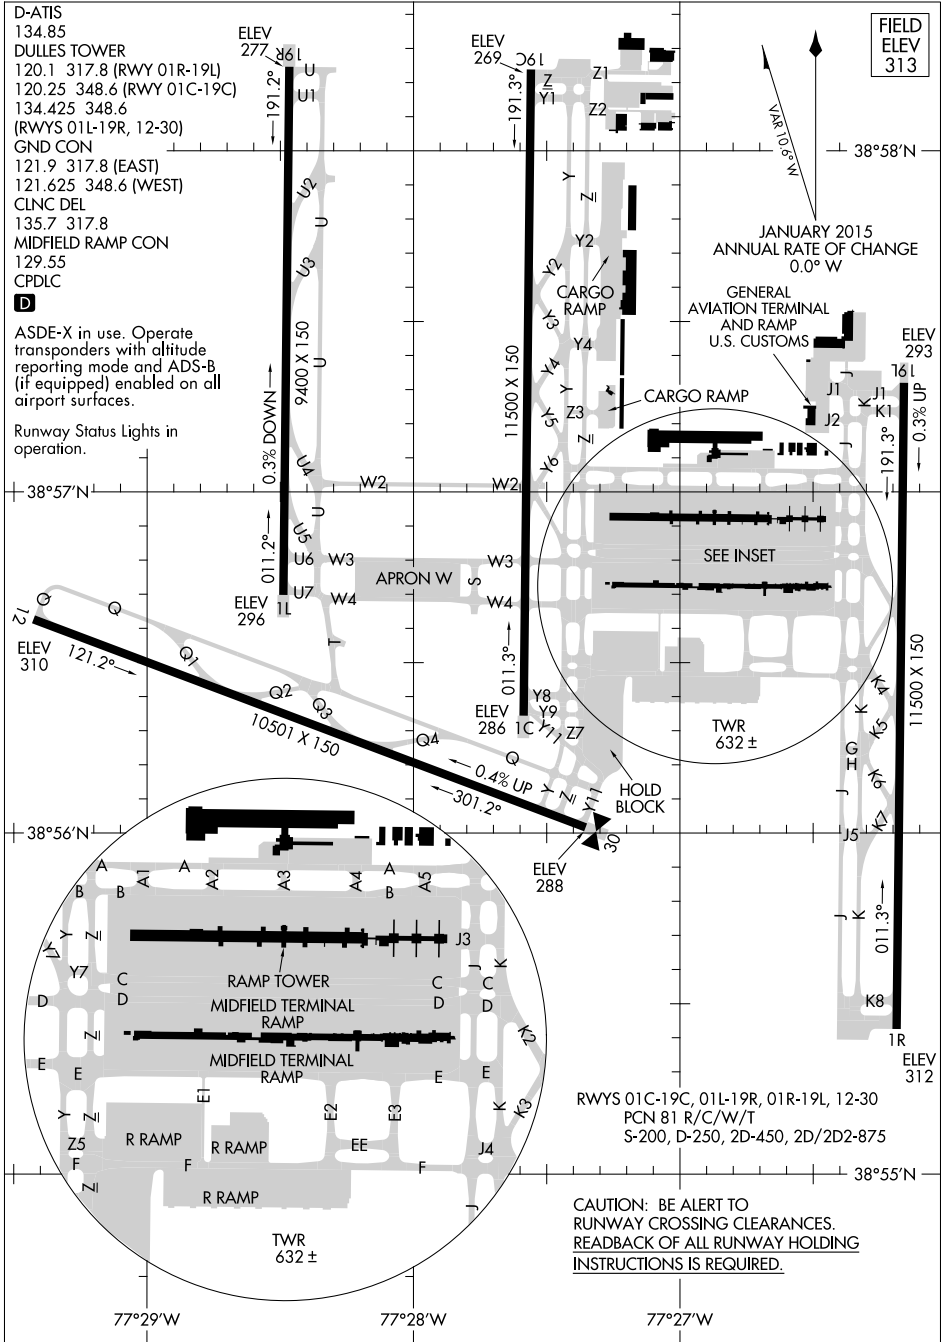 D-ATIS
134.85
DULLES TOWER
120.1 317.8 (RWY 01R-19L)
120.25 348.6 (RWY 01C-19C)
134.425 348.6
(RWYS 01L-19R, 12-30)
GND CON
121.9 317.8 (EAST)
121.625 348.6 (WEST)
CLNC DEL
135.7 317.8
MIDFIELD RAMP CON
129.55
CPDLC
D
ASDE-X in use. Operate
transponders with altitude
reporting mode and ADS-B
(if equipped) enabled on all
airport surfaces.
Runway Status Lights in
operation.
ELEV
277
19R
191.2°
U
U1
U2
U
U3
U
9400 X 150
0.3% DOWN
U4
U
U5
U6
U7
011.2°
1L
ELEV
296
W2
W2
W3
W3
W4
W4
APRON W
S
T
ELEV
269
19C
191.3°
Z
Y1
Z1
Z2
Y
Z
Y2
Y2
Y3
Y4
Y4
Y
Y5
Z3
Z
Y6
11500 X 150
CARGO
RAMP
CARGO RAMP
011.3°
ELEV
286
1C
Y8
Y9
Y11
Z7
Y
Z
Y11
HOLD
BLOCK
FIELD
ELEV
313
VAR 10.6° W
38°58'N
JANUARY 2015
ANNUAL RATE OF CHANGE
0.0° W
GENERAL
AVIATION TERMINAL
AND RAMP
U.S. CUSTOMS
ELEV
293
19L
J
J1
J1
J2
K
K1
J
191.3°
0.3% UP
SEE INSET
TWR
632 ±
11500 X 150
K4
K
K5
G
H
K6
J
K7
J5
J
K
011.3°
K8
1R
ELEV
312
38°57'N
12
ELEV
310
121.2°
Q
Q
Q1
Q2
Q3
Q4
Q
10501 X 150
0.4% UP
301.2°
30
ELEV
288
38°56'N
A
A
A1
A2
A3
A4
A5
B
B
B
Y
Z
Y7
Y7
J3
J
K
RAMP TOWER
C
C
C
D
D
D
D
MIDFIELD TERMINAL
RAMP
Z
K2
MIDFIELD TERMINAL
RAMP
E
E
E
E
E1
E2
E3
EE
Y
Z
K
K3
Z5
F
F
F
Z
J4
J
R RAMP
R RAMP
R RAMP
TWR
632 ±
RWYS 01C-19C, 01L-19R, 01R-19L, 12-30
PCN 81 R/C/W/T
S-200, D-250, 2D-450, 2D/2D2-875
38°55'N
CAUTION: BE ALERT TO
RUNWAY CROSSING CLEARANCES.
READBACK OF ALL RUNWAY HOLDING
INSTRUCTIONS IS REQUIRED.
77°29'W
77°28'W
77°27'W